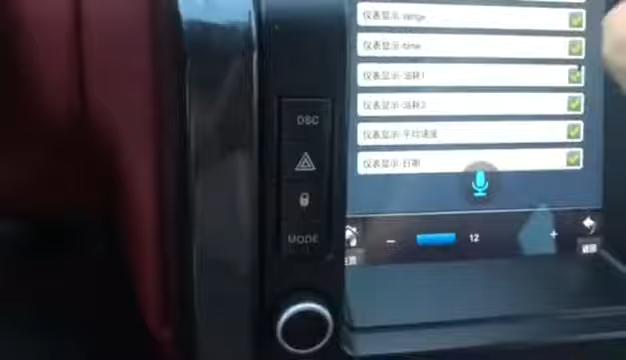 仪表显示-range
仪表显示-time
仪表显示-油耗1
仪表显示-油耗2
仪表显示-平均速度
仪表显示-日期
DSC
MODE
－ 12 +